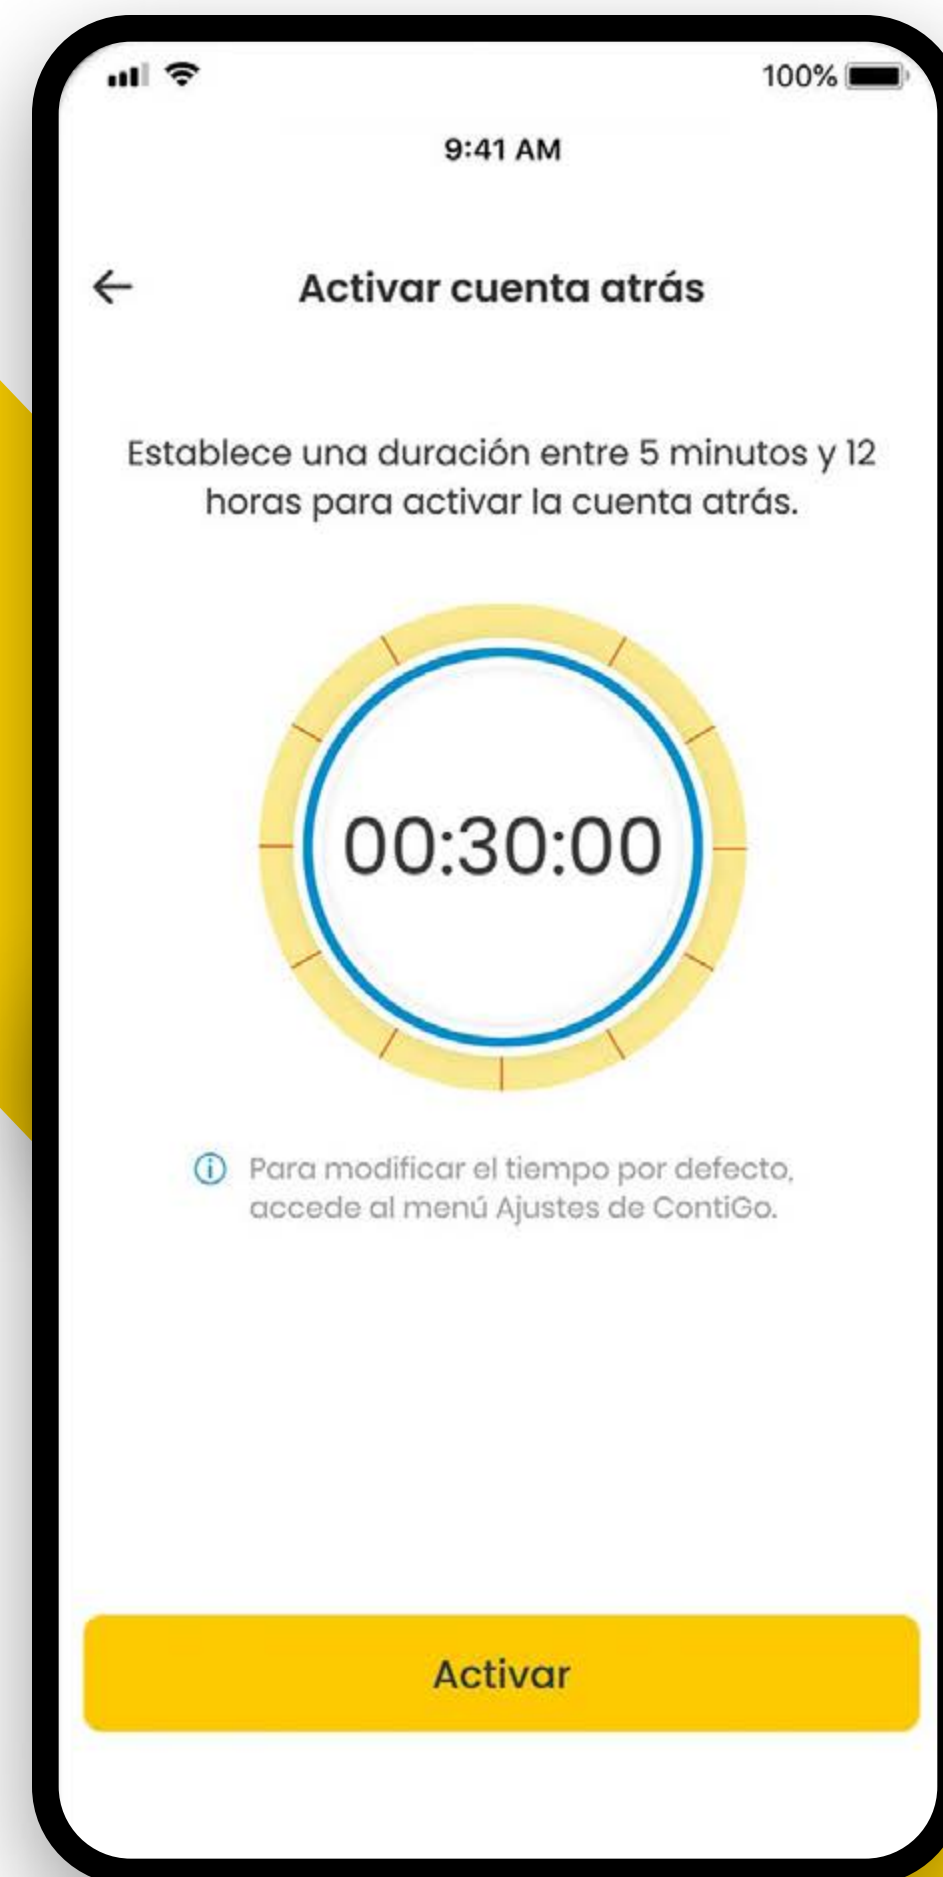 100%
9:41 AM
Activar cuenta atrás
Establece una duración entre 5 minutos y 12
horas para activar la cuenta atrás.
00:30:00
Para modificar el tiempo por defecto,
accede al menú Ajustes de ContiGo.
Activar